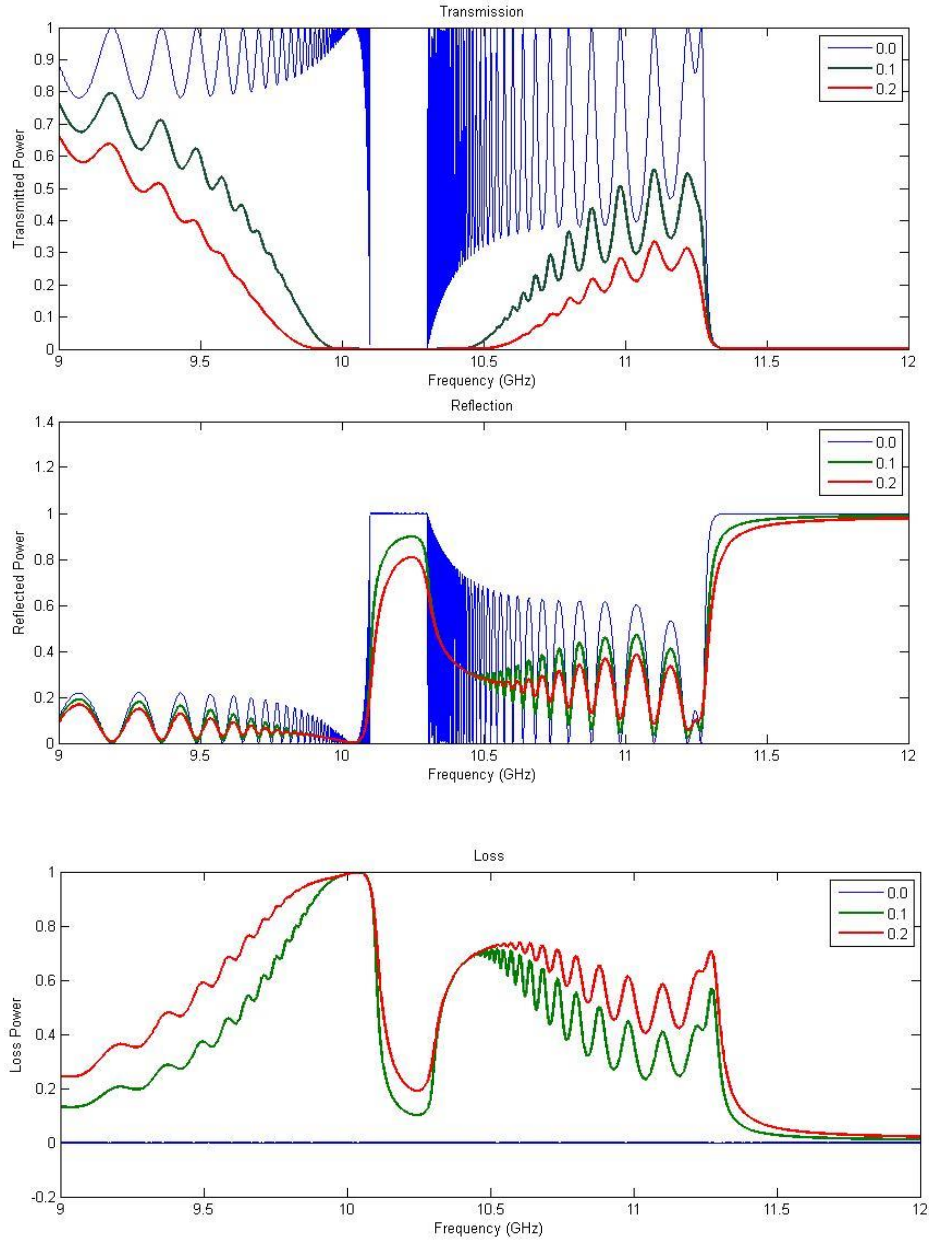 Transmission
1
0.9
0.8
0.7
0.6
0.5
0.4
0.3
0.2
0.1
0
Transmitted Power
0.0
0.1
0.2
9 9.5 10 10.5 11 11.5 12
Frequency (GHz)
Reflection
1.4
1.2
1
0.8
0.6
0.4
0.2
0
Reflected Power
0.0
0.1
0.2
9 9.5 10 10.5 11 11.5 12
Frequency (GHz)
Loss
1
0.8
0.6
0.4
0.2
0
-0.2
Loss Power
0.0
0.1
0.2
9 9.5 10 10.5 11 11.5 12
Frequency (GHz)